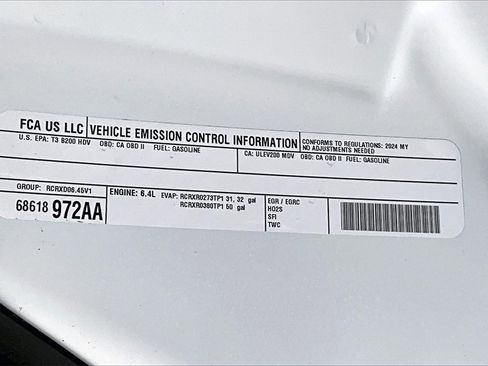 FCA US LLC VEHICLE EMISSION CONTROL INFORMATION CONFORMS TO REGULATIONS: 2024 MY
NO ADJUSTMENTS NEEDED
U.S. EPA: T3 B200 HDV OBD: CA OBD II FUEL: GASOLINE
CA: ULEV200 MDV OBD: CA OBD II FUEL: GASOLINE
GROUP: RCRXD06.45V1
68618 972AA
ENGINE: 6.4L EVAP: RCRXR0273TP1 31, 32 gal
RCRXR0380TP1 50 gal
EGR / EGRC
HO2S
SFI
TWC